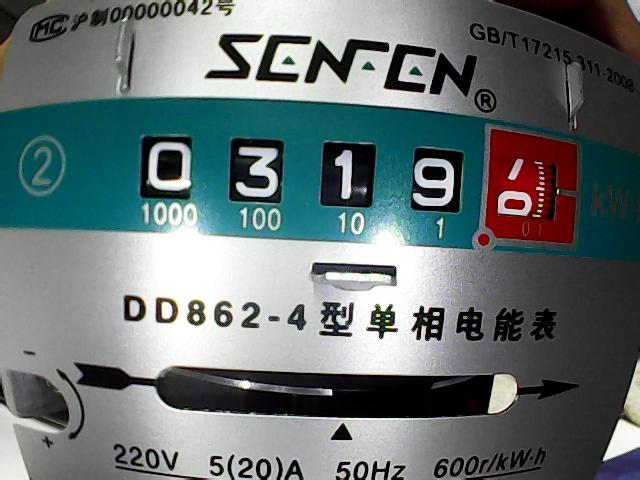 MC 沪制00000042号
GB/T17215.311-2008
SENFEN®
② 0 3 1 9
1000 100 10 1 0.1 kW·h
DD862-4型单相电能表
- +
220V 5(20)A 50Hz 600r/kW·h